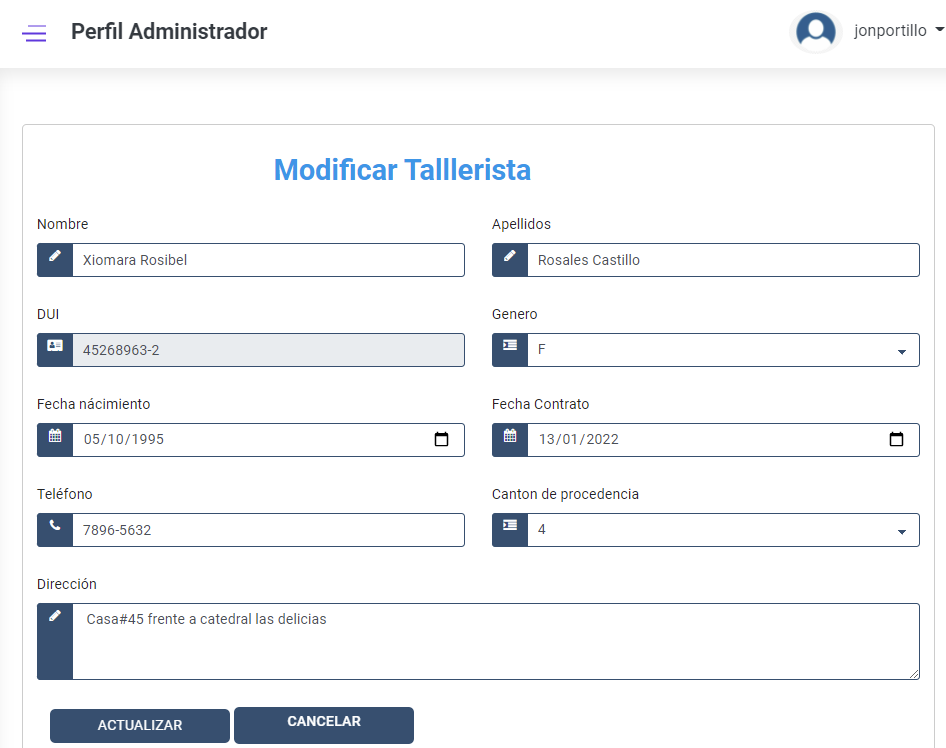 Perfil Administrador
jonportillo
Modificar Talllerista
Nombre
Apellidos
Xiomara Rosibel
Rosales Castillo
DUI
Genero
45268963-2
F
Fecha nácimiento
Fecha Contrato
05/10/1995
13/01/2022
Teléfono
Canton de procedencia
7896-5632
4
Dirección
Casa#45 frente a catedral las delicias
ACTUALIZAR
CANCELAR